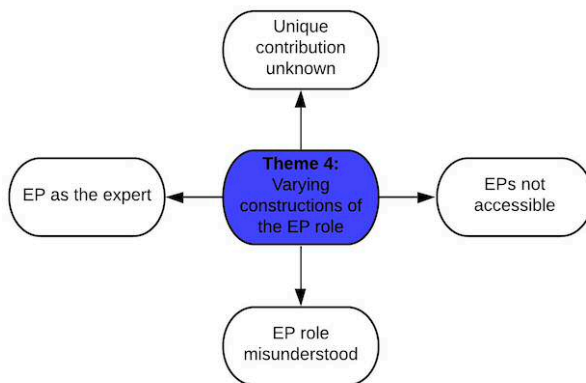 Unique
contribution
unknown
EP as the expert
Theme 4:
Varying
constructions of
the EP role
EPs not
accessible
EP role
misunderstood